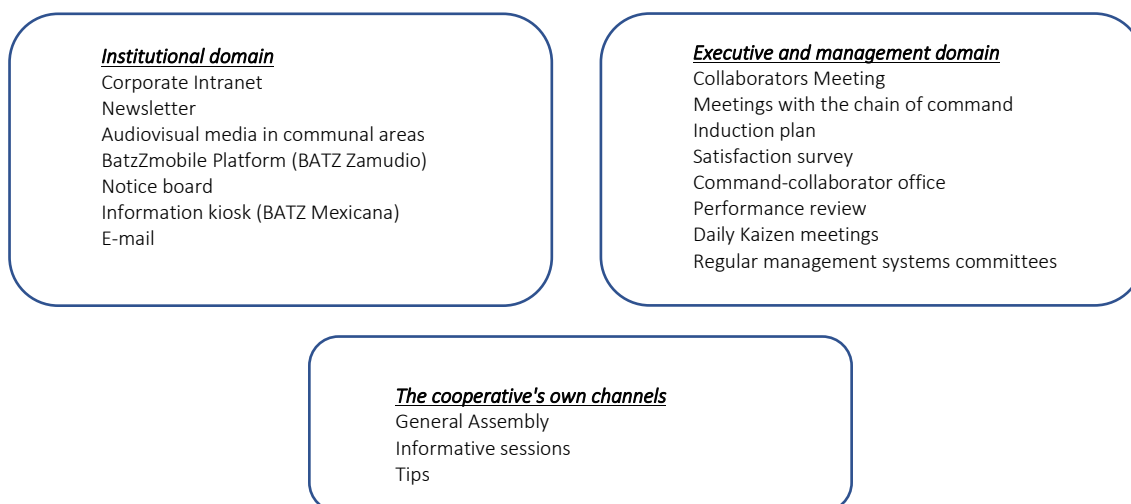 Institutional domain
Corporate Intranet
Newsletter
Audiovisual media in communal areas
BatzZmobile Platform (BATZ Zamudio)
Notice board
Information kiosk (BATZ Mexicana)
E-mail
Executive and management domain
Collaborators Meeting
Meetings with the chain of command
Induction plan
Satisfaction survey
Command-collaborator office
Performance review
Daily Kaizen meetings
Regular management systems committees
The cooperative's own channels
General Assembly
Informative sessions
Tips